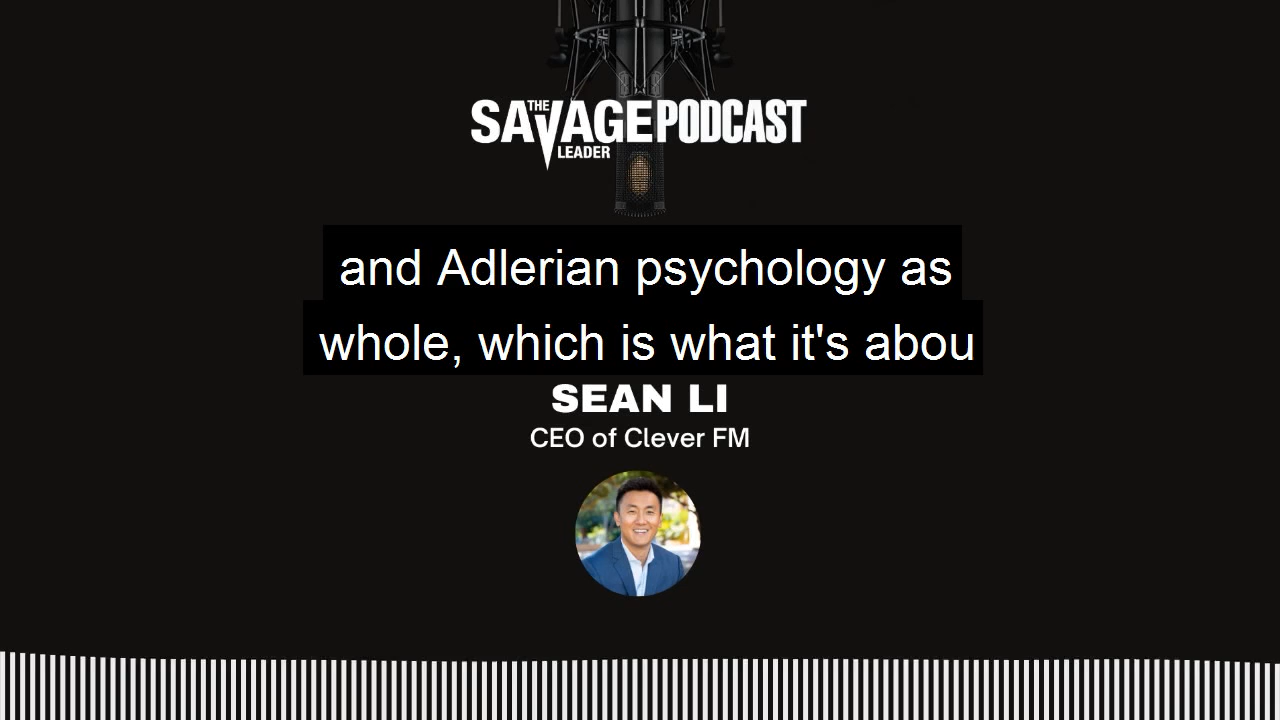 THE
SAVAGE PODCAST
LEADER
and Adlerian psychology as
whole, which is what it's abou
SEAN LI
CEO of Clever FM